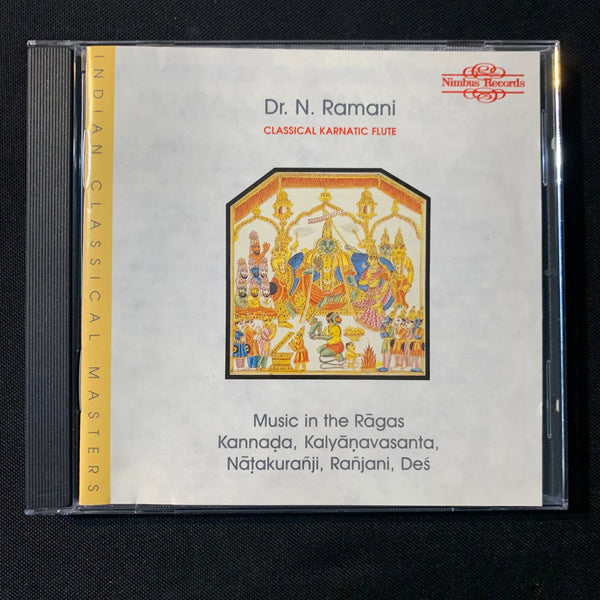 INDIAN CLASSICAL MASTERS
Nimbus Records
Dr. N. Ramani
CLASSICAL KARNATIC FLUTE
Music in the Rāgas
Kannaḍa, Kalyāṇavasanta,
Nāṭakurañji, Rañjani, Deś